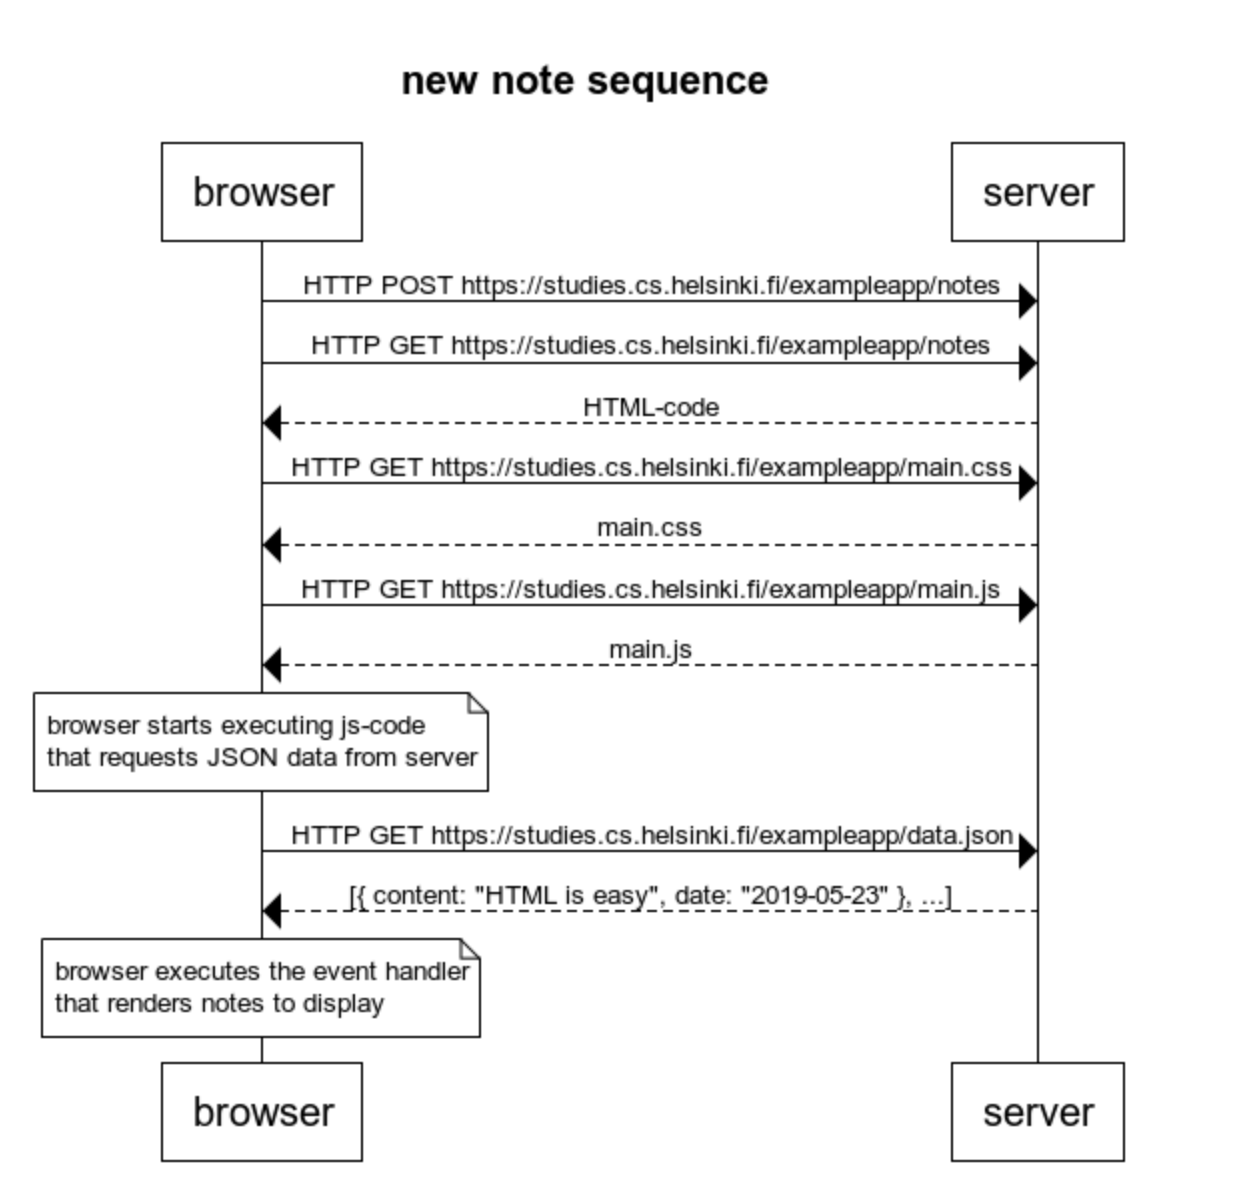 new note sequence
browser
server
HTTP POST https://studies.cs.helsinki.fi/exampleapp/notes
HTTP GET https://studies.cs.helsinki.fi/exampleapp/notes
HTML-code
HTTP GET https://studies.cs.helsinki.fi/exampleapp/main.css
main.css
HTTP GET https://studies.cs.helsinki.fi/exampleapp/main.js
main.js
browser starts executing js-code
that requests JSON data from server
HTTP GET https://studies.cs.helsinki.fi/exampleapp/data.json
[{ content: "HTML is easy", date: "2019-05-23" }, ...]
browser executes the event handler
that renders notes to display
browser
server